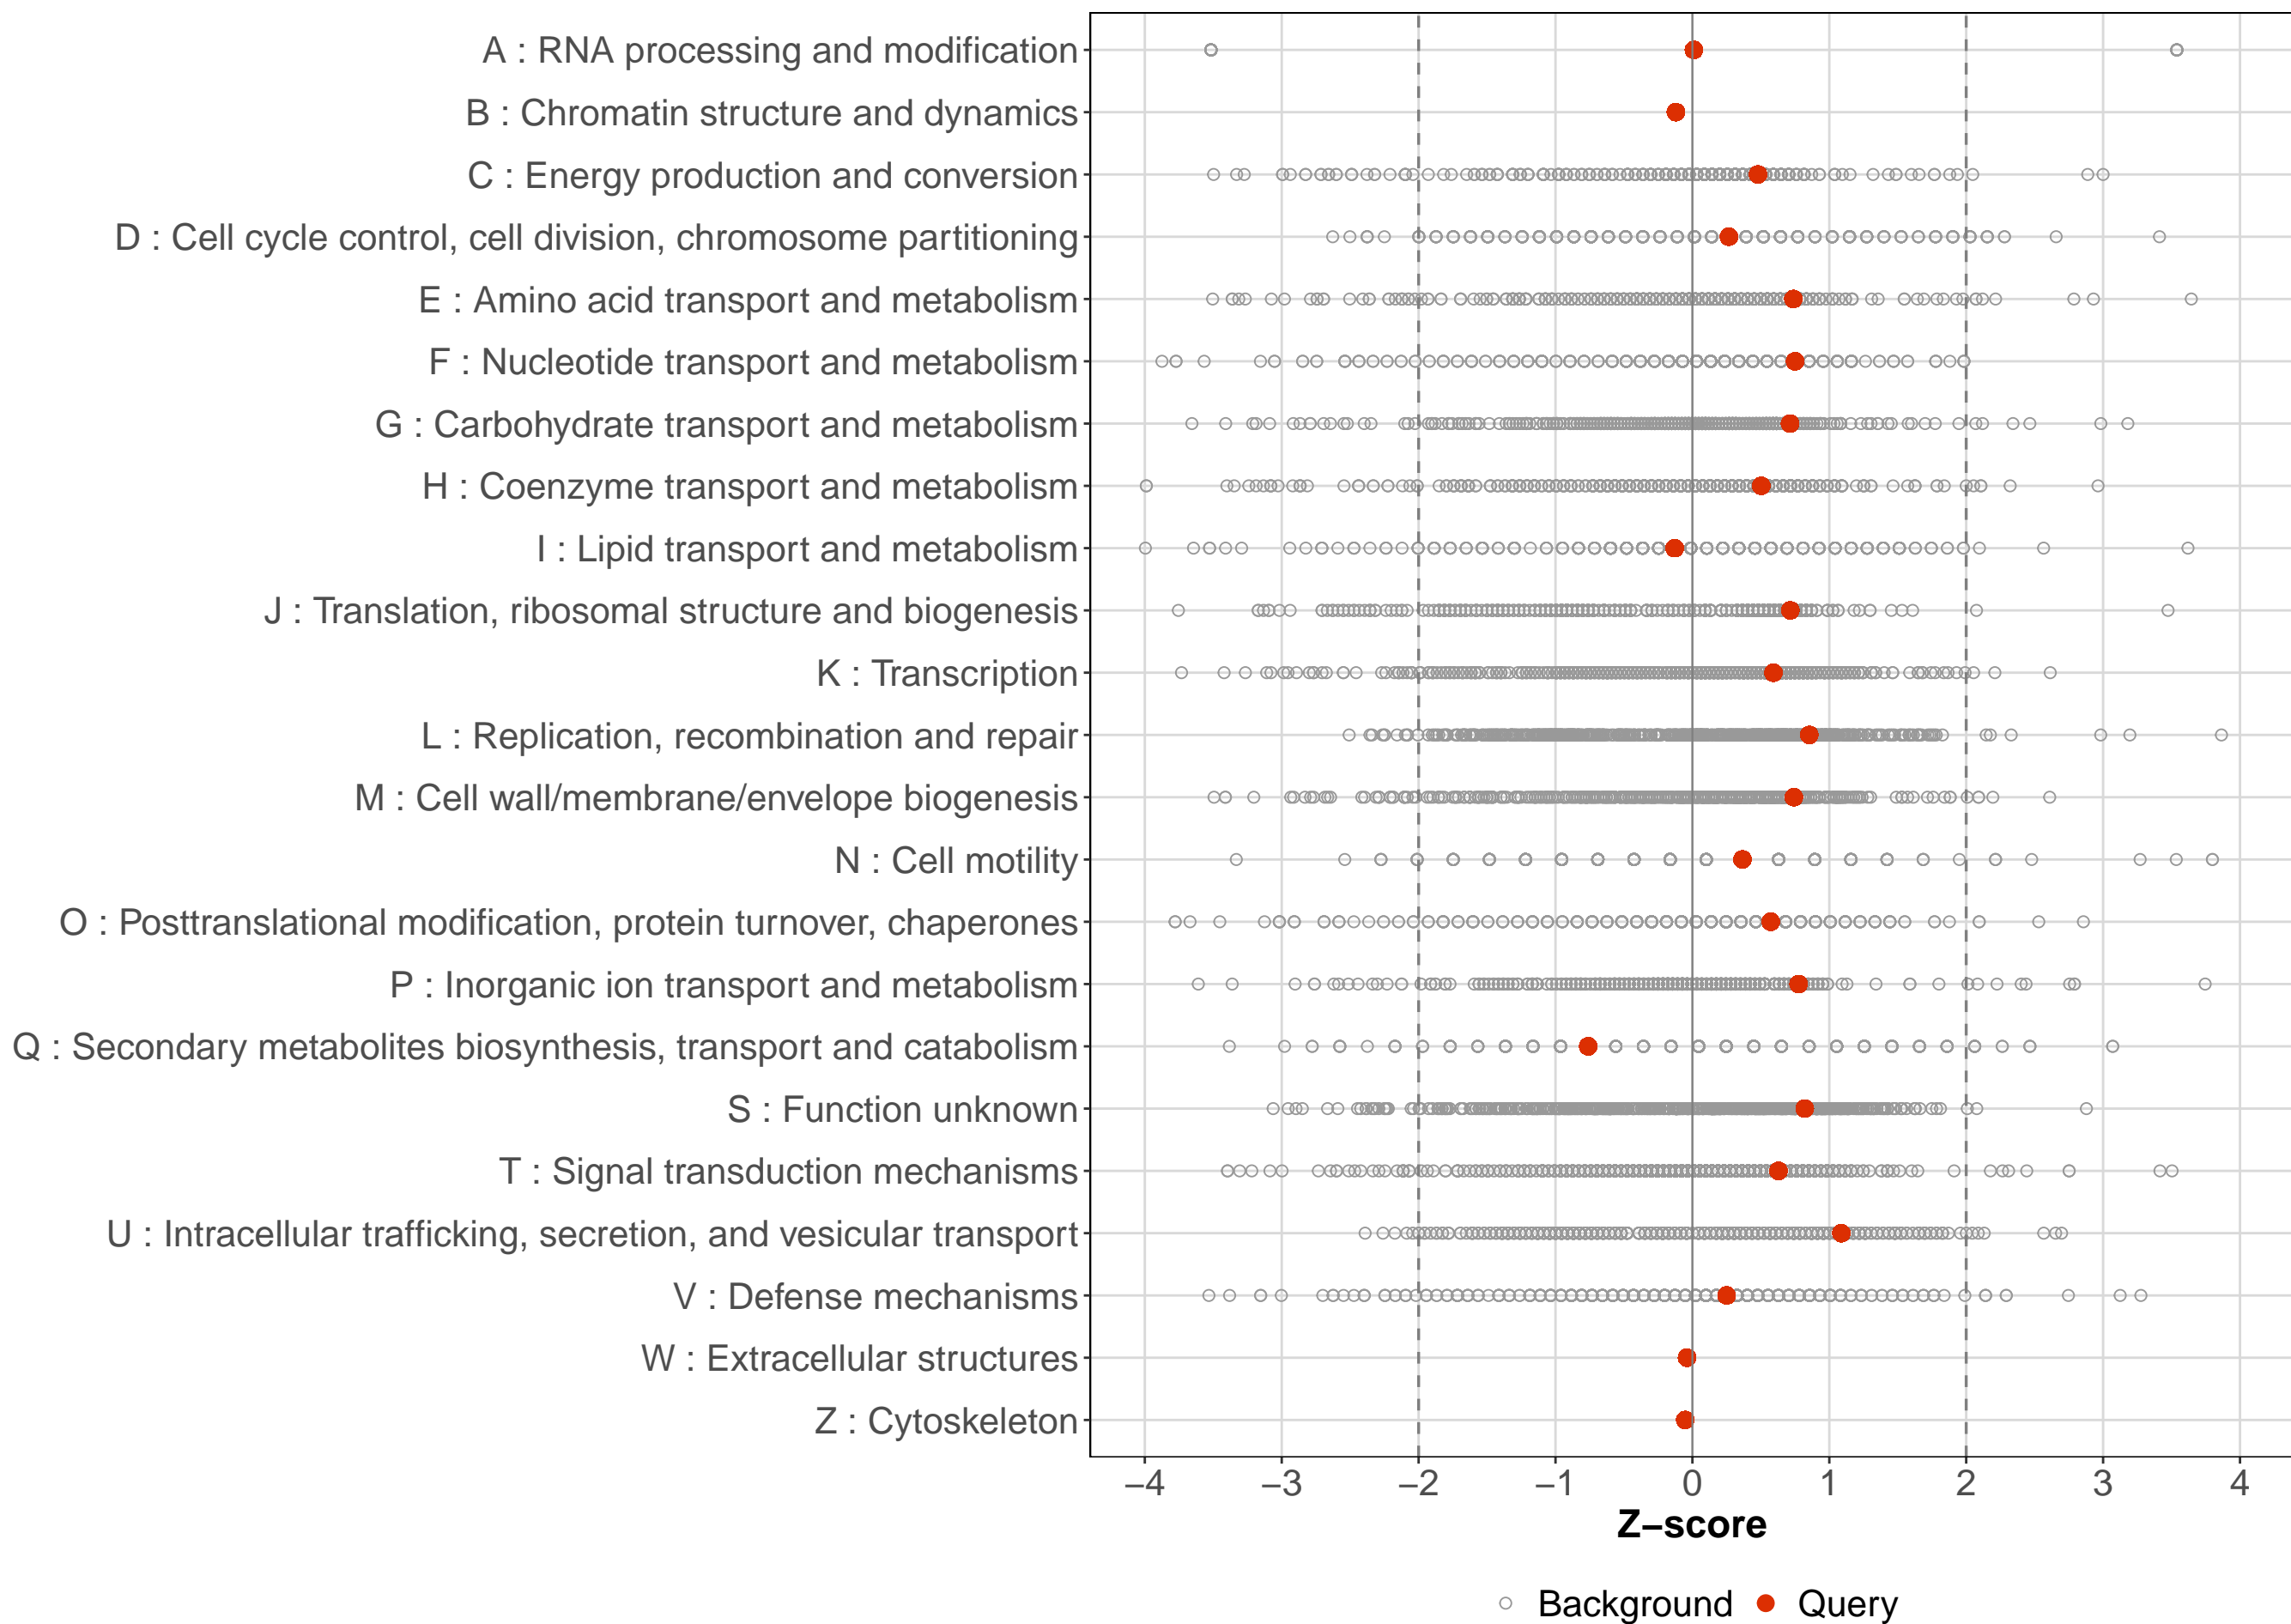 A : RNA processing and modification
B : Chromatin structure and dynamics
C : Energy production and conversion
D : Cell cycle control, cell division, chromosome partitioning
E : Amino acid transport and metabolism
F : Nucleotide transport and metabolism
G : Carbohydrate transport and metabolism
H : Coenzyme transport and metabolism
I : Lipid transport and metabolism
J : Translation, ribosomal structure and biogenesis
K : Transcription
L : Replication, recombination and repair
M : Cell wall/membrane/envelope biogenesis
N : Cell motility
O : Posttranslational modification, protein turnover, chaperones
P : Inorganic ion transport and metabolism
Q : Secondary metabolites biosynthesis, transport and catabolism
S : Function unknown
T : Signal transduction mechanisms
U : Intracellular trafficking, secretion, and vesicular transport
V : Defense mechanisms
W : Extracellular structures
Z : Cytoskeleton
−4 −3 −2 −1 0 1 2 3 4
Z−score
Background Query